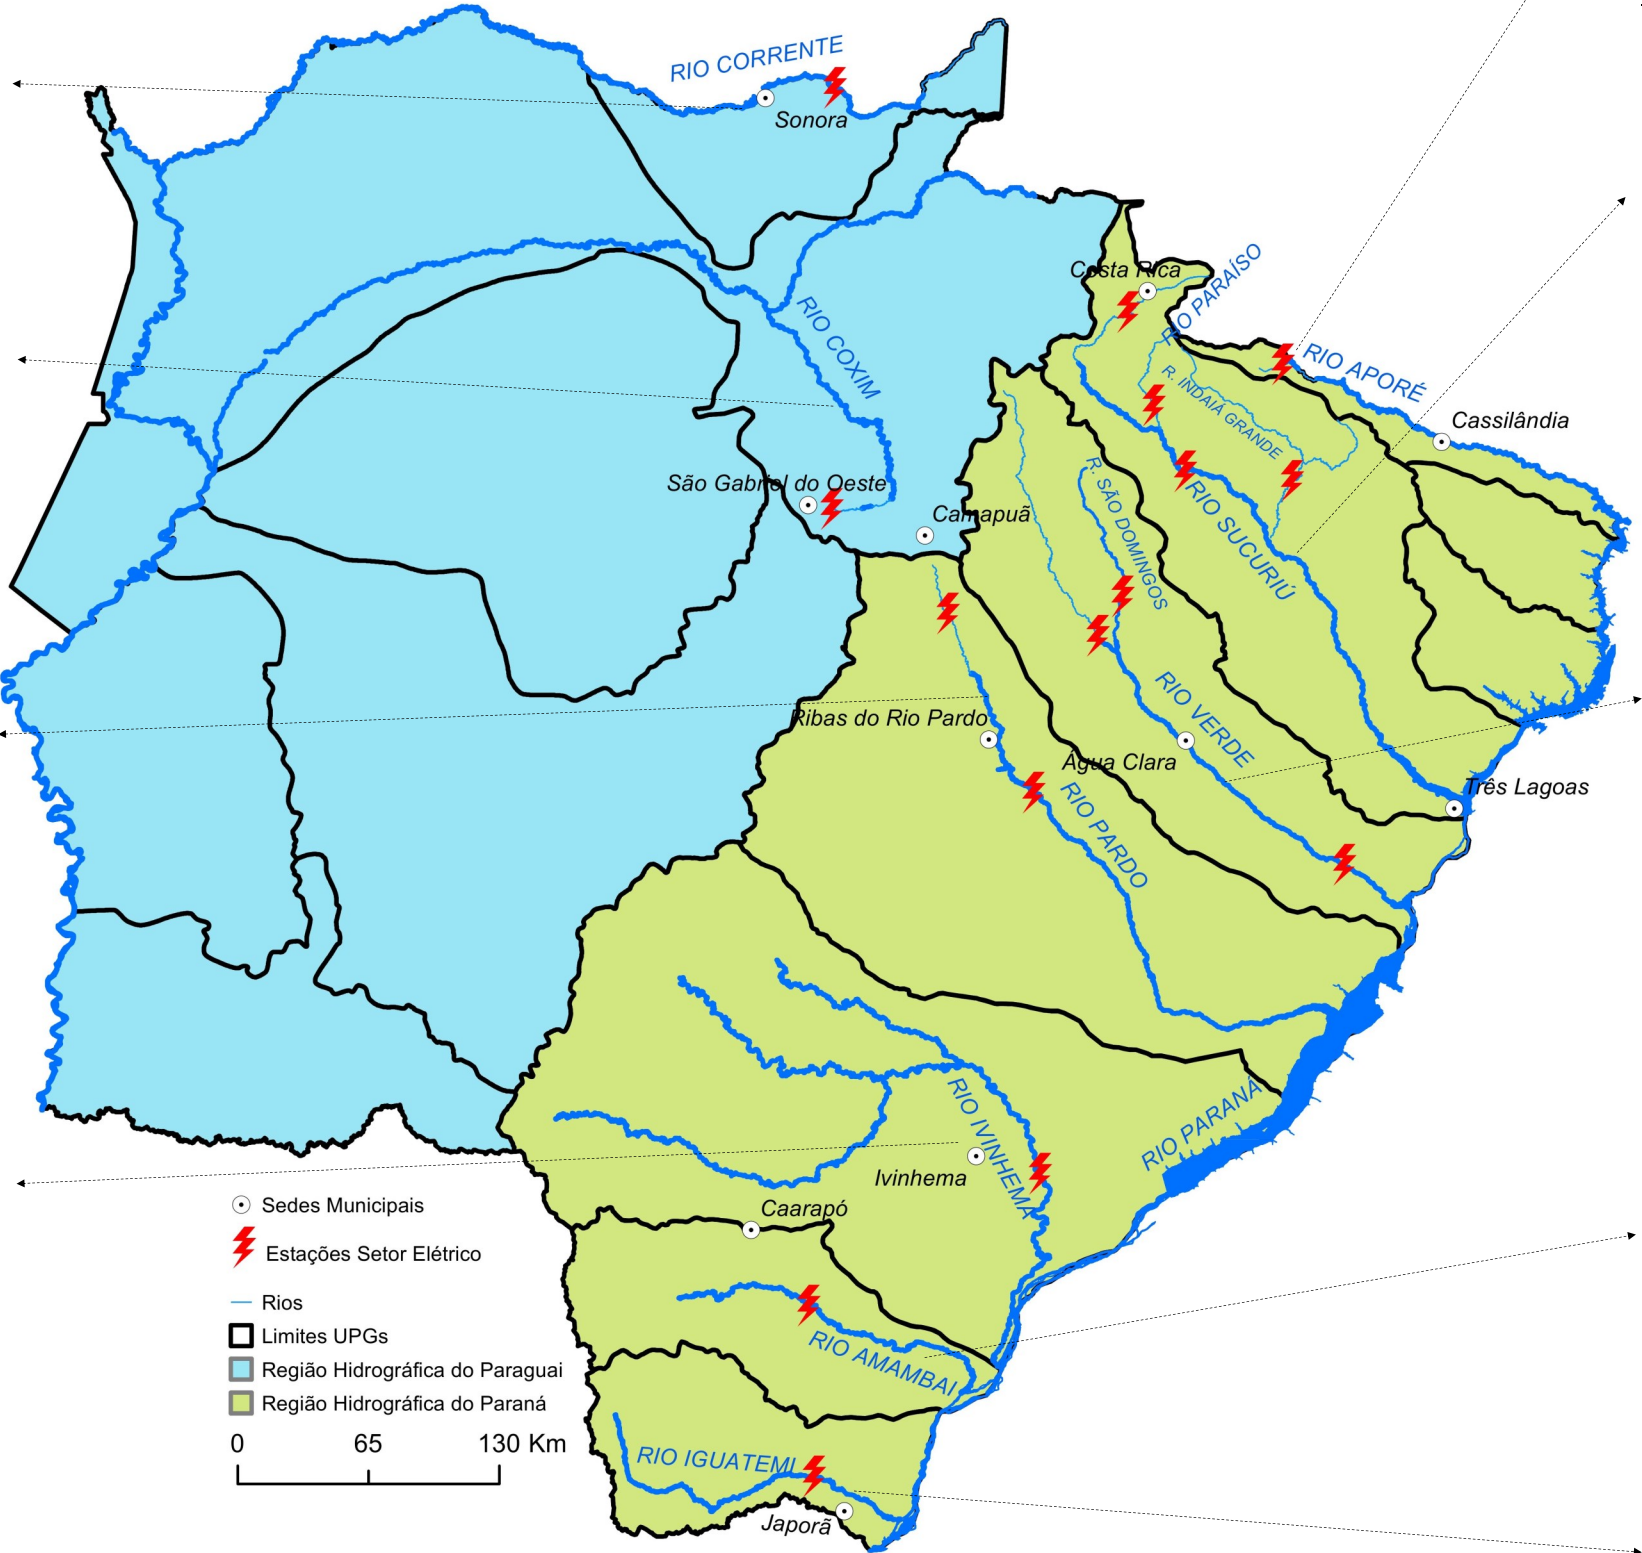 RIO CORRENTE
Sonora
Costa Rica
RIO PARAÍSO
RIO COXIM
RIO APORÉ
R. INDAIÁ GRANDE
Cassilândia
São Gabriel do Oeste
Camapuã
R. SÃO DOMINGOS
RIO SUCURIÚ
Ribas do Rio Pardo
RIO VERDE
Água Clara
Três Lagoas
RIO PARDO
RIO IVINHEMA
RIO PARANÁ
Ivinhema
Caarapó
Sedes Municipais
Estações Setor Elétrico
Rios
Limites UPGs
Região Hidrográfica do Paraguai
Região Hidrográfica do Paraná
0 65 130 Km
RIO AMAMBAI
RIO IGUATEMI
Japorã